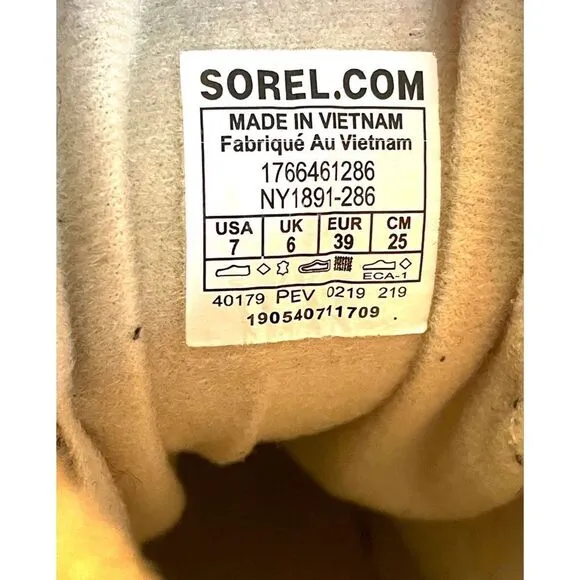 SOREL.COM
MADE IN VIETNAM
Fabriqué Au Vietnam
1766461286
NY1891-286
USA UK EUR CM
7 6 39 25
ECA-1
40179 PEV 0219 219
190540711709